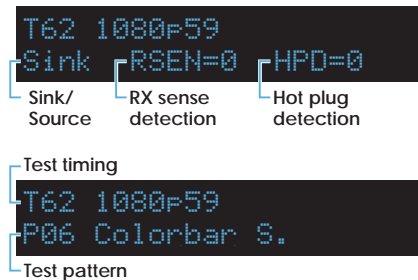 T62 1080p59
Sink RSEN=0 HPD=0
Sink/ RX sense Hot plug
Source detection detection
Test timing
T62 1080p59
P06 Colorbar S.
Test pattern